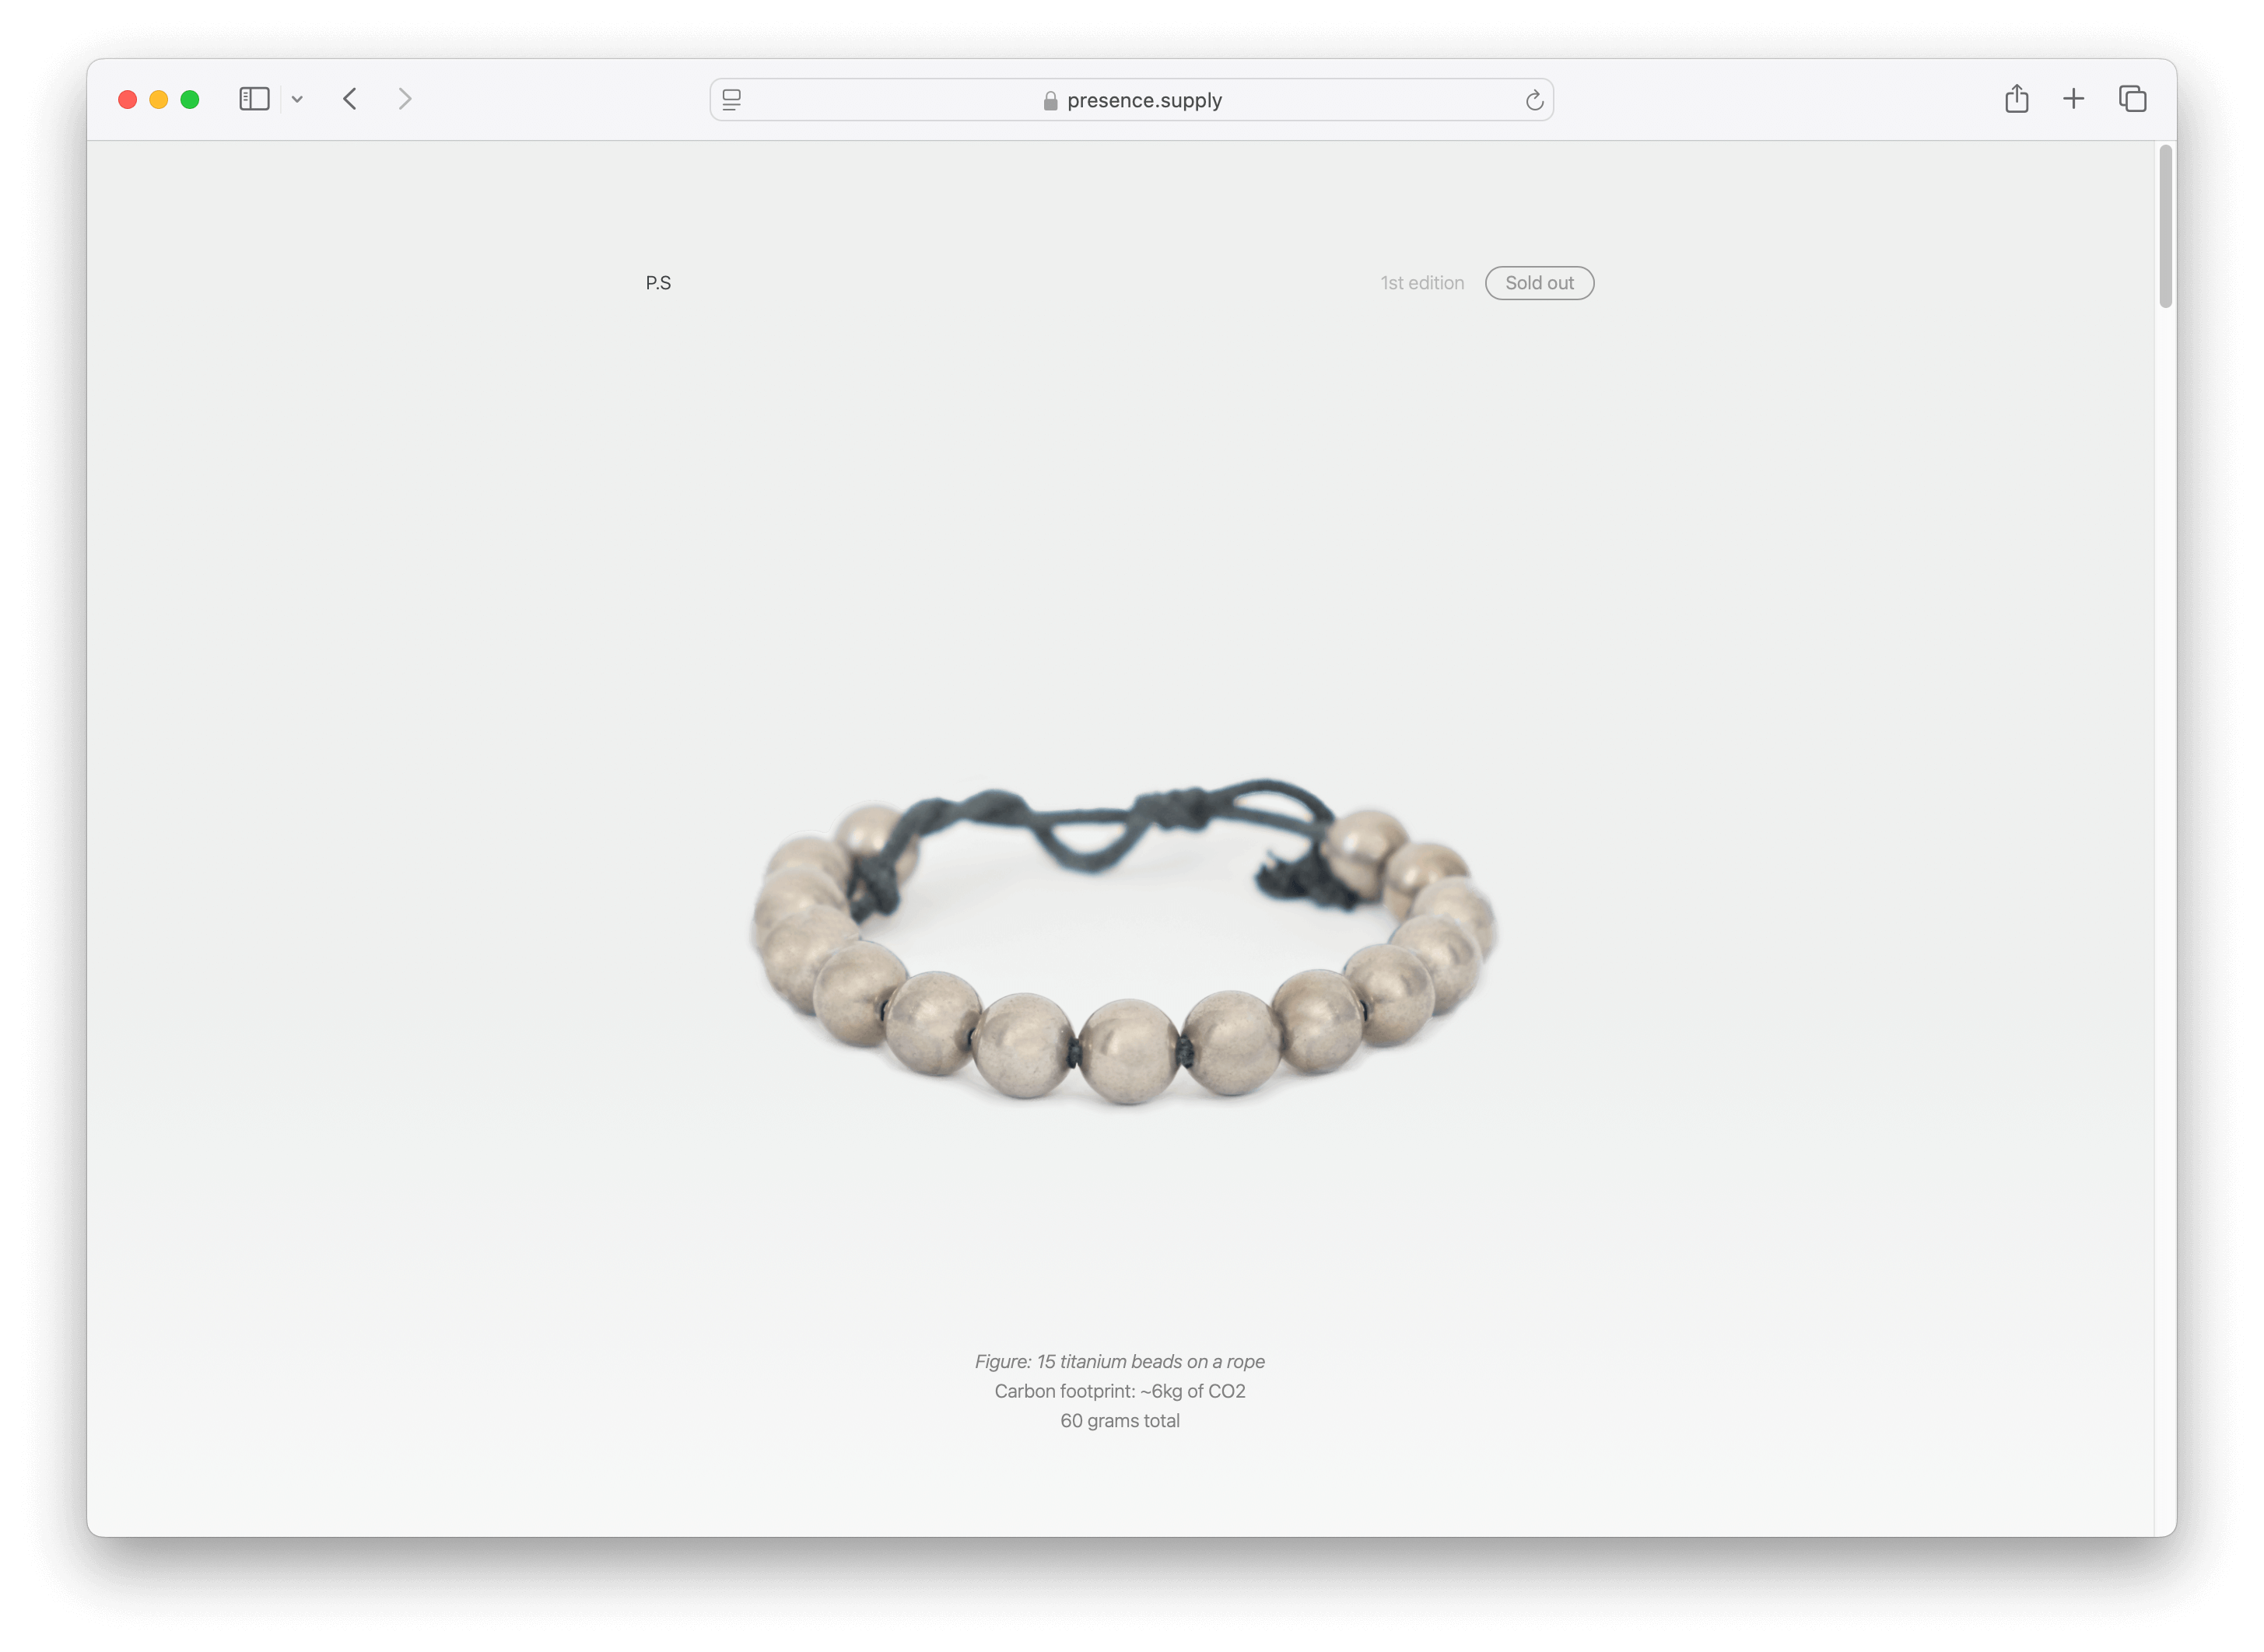 presence.supply
P.S
1st edition
Sold out
Figure: 15 titanium beads on a rope
Carbon footprint: ~6kg of CO2
60 grams total